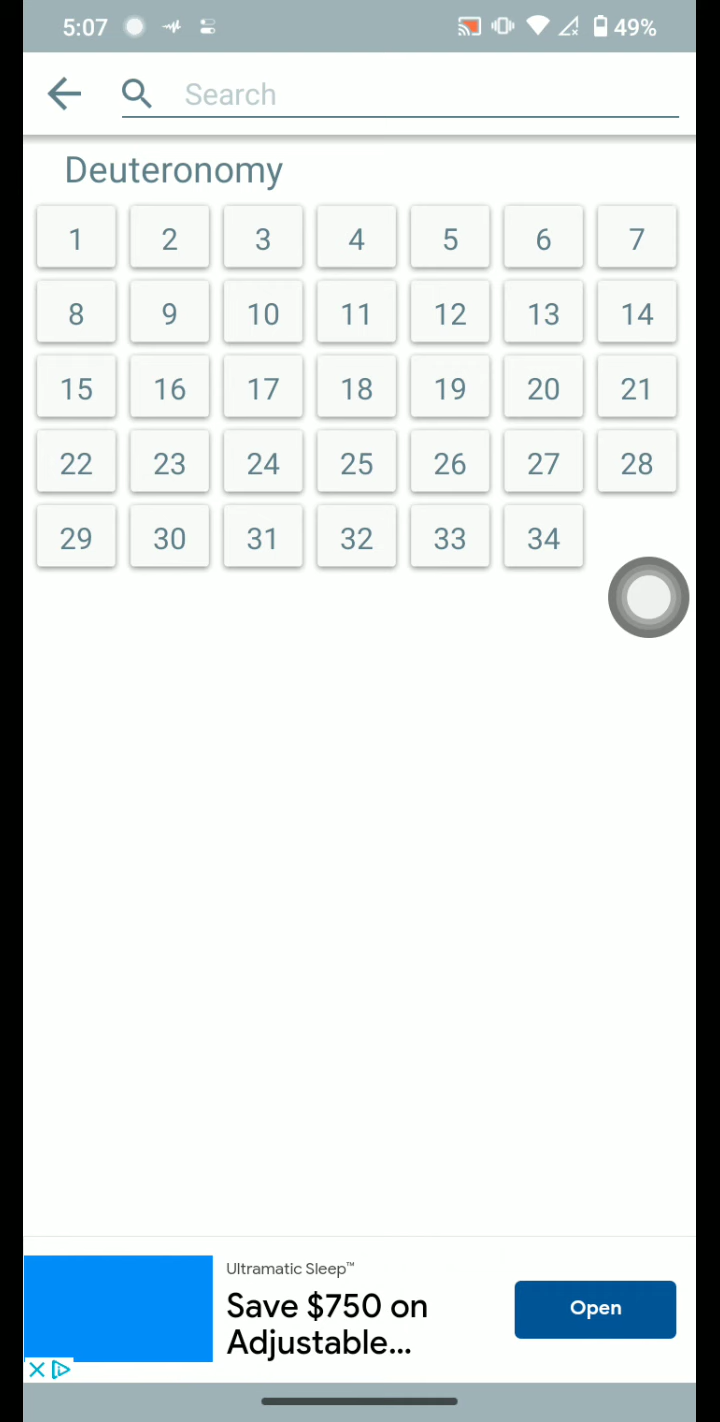 5:07 49%
Search
Deuteronomy
1 2 3 4 5 6 7
8 9 10 11 12 13 14
15 16 17 18 19 20 21
22 23 24 25 26 27 28
29 30 31 32 33 34
Ultramatic Sleep™
Save $750 on
Adjustable...
Open